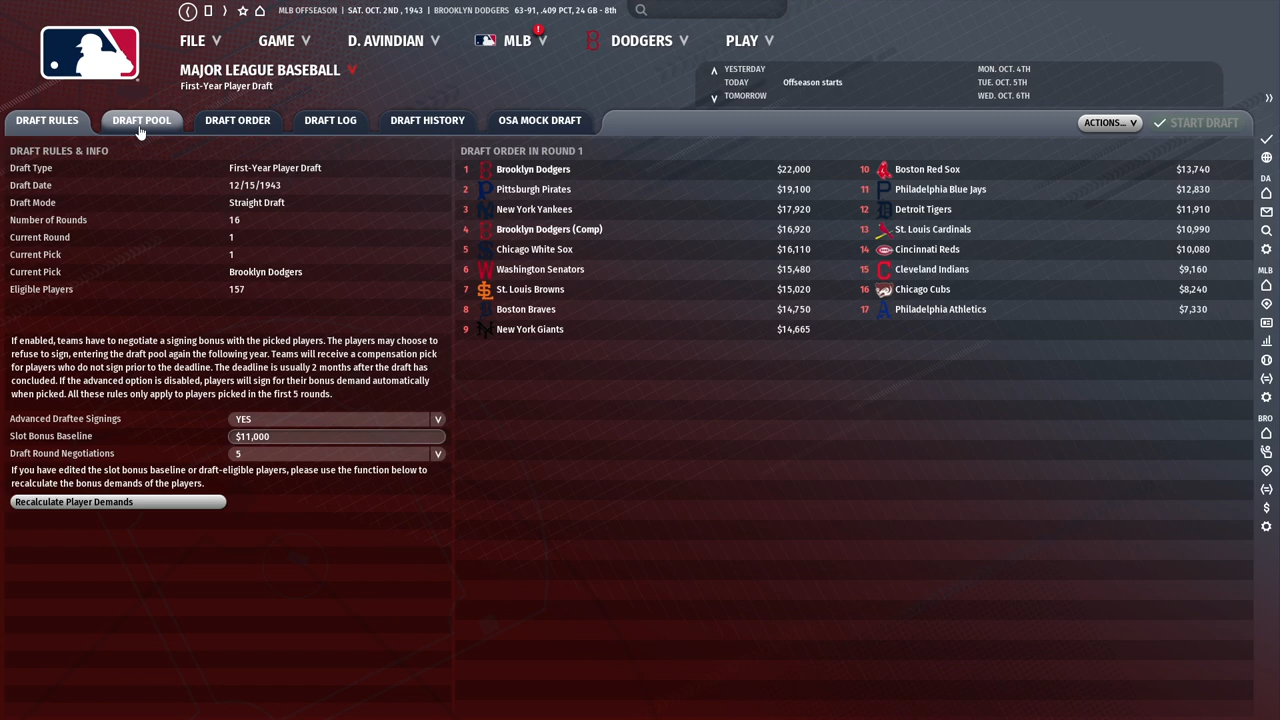 MLB OFFSEASON | SAT. OCT. 2ND , 1943 | BROOKLYN DODGERS 63-91, .409 PCT, 24 GB - 8th
FILE GAME D. AVINDIAN MLB ! DODGERS PLAY
MAJOR LEAGUE BASEBALL
First-Year Player Draft
YESTERDAY MON. OCT. 4TH
TODAY Offseason starts TUE. OCT. 5TH
TOMORROW WED. OCT. 6TH
DRAFT RULES DRAFT POOL DRAFT ORDER DRAFT LOG DRAFT HISTORY OSA MOCK DRAFT ACTIONS... START DRAFT
DRAFT RULES & INFO
Draft Type First-Year Player Draft
Draft Date 12/15/1943
Draft Mode Straight Draft
Number of Rounds 16
Current Round 1
Current Pick 1
Current Pick Brooklyn Dodgers
Eligible Players 157
If enabled, teams have to negotiate a signing bonus with the picked players. The players may choose to
refuse to sign, entering the draft pool again the following year. Teams will receive a compensation pick
for players who do not sign prior to the deadline. The deadline is usually 2 months after the draft has
concluded. If the advanced option is disabled, players will sign for their bonus demand automatically
when picked. All these rules only apply to players picked in the first 5 rounds.
Advanced Draftee Signings YES
Slot Bonus Baseline $11,000
Draft Round Negotiations 5
If you have edited the slot bonus baseline or draft-eligible players, please use the function below to
recalculate the bonus demands of the players.
Recalculate Player Demands
DRAFT ORDER IN ROUND 1
1 Brooklyn Dodgers $22,000
2 Pittsburgh Pirates $19,100
3 New York Yankees $17,920
4 Brooklyn Dodgers (Comp) $16,920
5 Chicago White Sox $16,110
6 Washington Senators $15,480
7 St. Louis Browns $15,020
8 Boston Braves $14,750
9 New York Giants $14,665
10 Boston Red Sox $13,740
11 Philadelphia Blue Jays $12,830
12 Detroit Tigers $11,910
13 St. Louis Cardinals $10,990
14 Cincinnati Reds $10,080
15 Cleveland Indians $9,160
16 Chicago Cubs $8,240
17 Philadelphia Athletics $7,330
DA
MLB
BRO